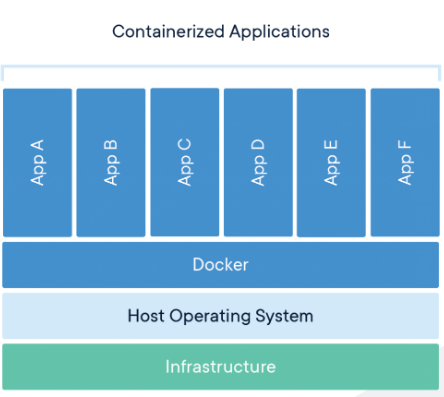 Containerized Applications
App A
App B
App C
App D
App E
App F
Docker
Host Operating System
Infrastructure